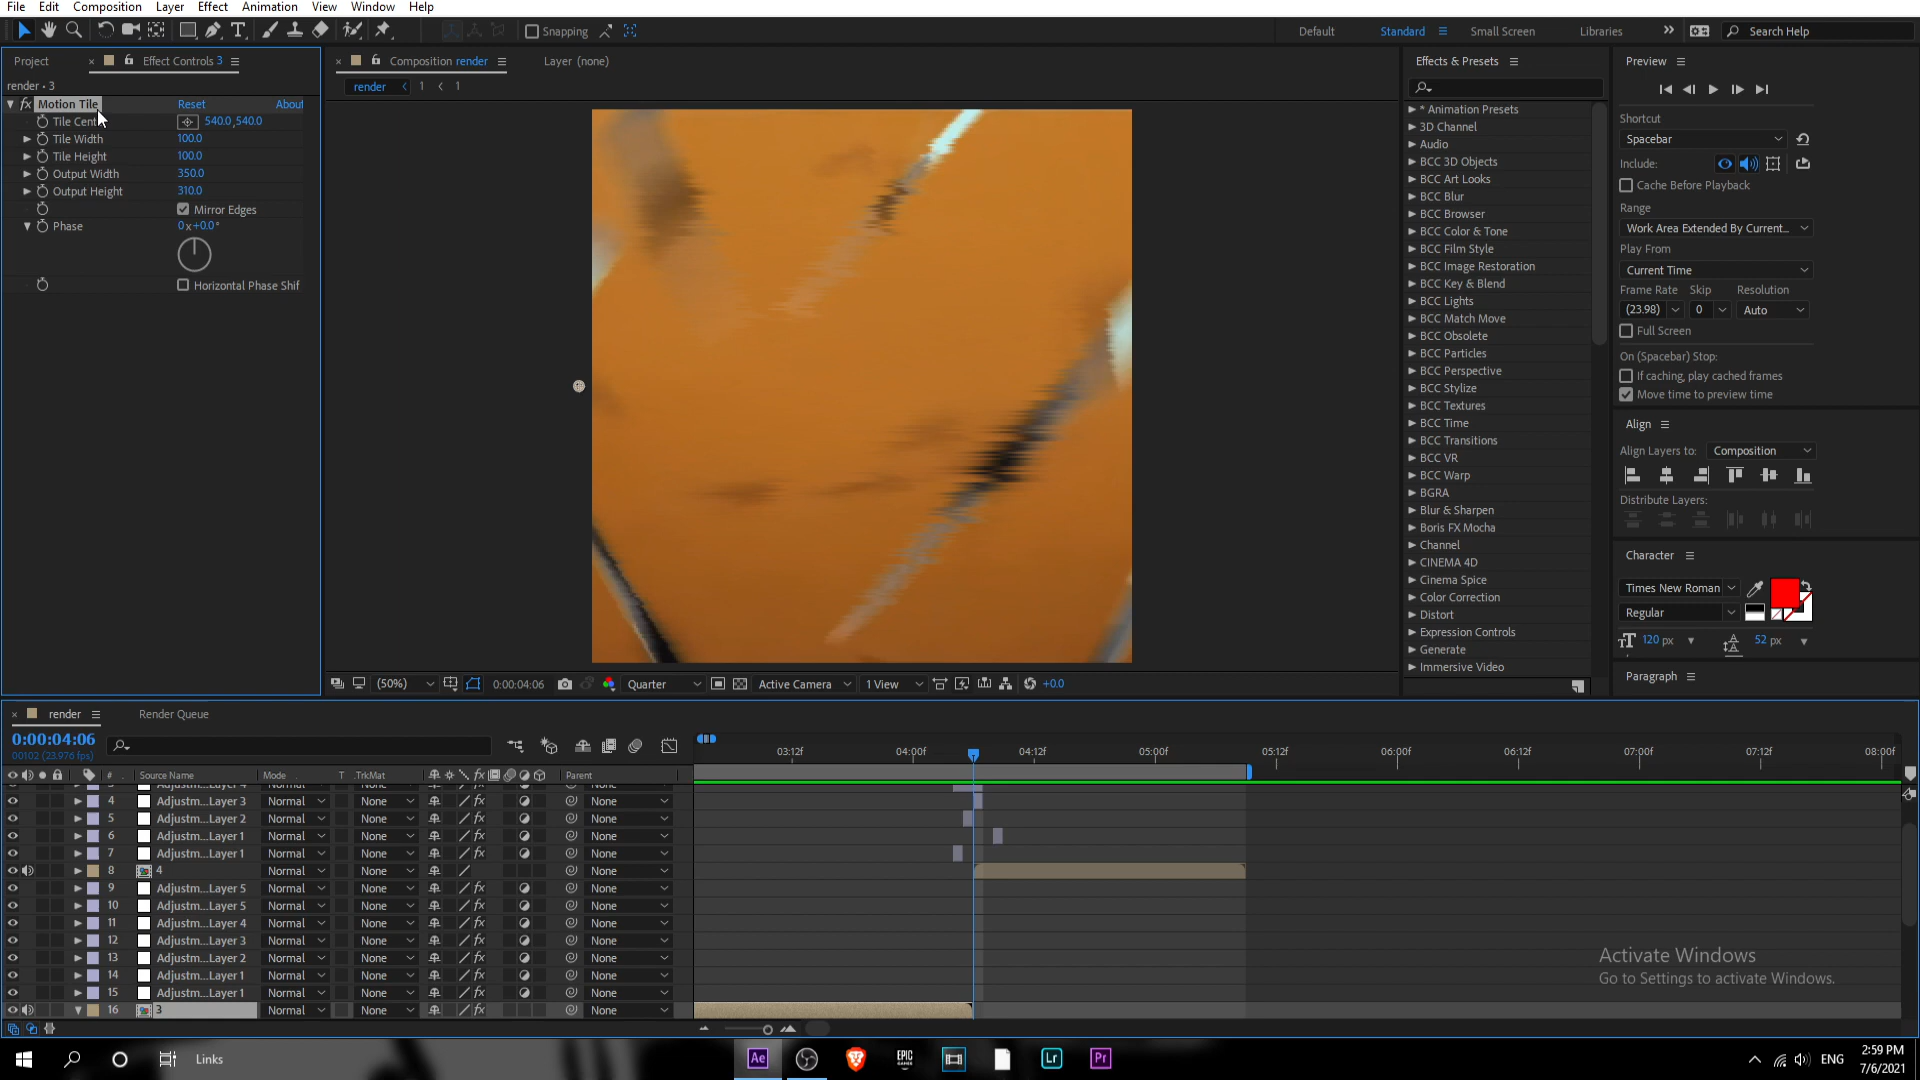 File Edit Composition Layer Effect Animation View Window Help
Snapping Default Standard Small Screen Libraries Search Help
Project Effect Controls 3
Composition render Layer (none)
Effects & Presets
Preview
render • 3
render 1 1
fx Motion Tile Reset About
Tile Cent 540.0,540.0
Tile Width 100.0
Tile Height 100.0
Output Width 350.0
Output Height 310.0
Mirror Edges
Phase 0x+0.0°
Horizontal Phase Shif
(50%) 0:00:04:06 Quarter Active Camera 1 View +0.0
* Animation Presets
3D Channel
Audio
BCC 3D Objects
BCC Art Looks
BCC Blur
BCC Browser
BCC Color & Tone
BCC Film Style
BCC Image Restoration
BCC Key & Blend
BCC Lights
BCC Match Move
BCC Obsolete
BCC Particles
BCC Perspective
BCC Stylize
BCC Textures
BCC Time
BCC Transitions
BCC VR
BCC Warp
BGRA
Blur & Sharpen
Boris FX Mocha
Channel
CINEMA 4D
Cinema Spice
Color Correction
Distort
Expression Controls
Generate
Immersive Video
Shortcut
Spacebar
Include:
Cache Before Playback
Range
Work Area Extended By Current...
Play From
Current Time
Frame Rate Skip Resolution
(23.98) 0 Auto
Full Screen
On (Spacebar) Stop:
If caching, play cached frames
Move time to preview time
Align
Align Layers to: Composition
Distribute Layers:
Character
Times New Roman
Regular
120 px 52 px
Paragraph
render Render Queue
0:00:04:06
00102 (23.976 fps)
03:12f 04:00f 04:12f 05:00f 05:12f 06:00f 06:12f 07:00f 07:12f 08:00f
# Source Name Mode T .TrkMat Parent
4 Adjustm...Layer 3 Normal None None
5 Adjustm...Layer 2 Normal None None
6 Adjustm...Layer 1 Normal None None
7 Adjustm...Layer 1 Normal None None
8 4 Normal None None
9 Adjustm...Layer 5 Normal None None
10 Adjustm...Layer 5 Normal None None
11 Adjustm...Layer 4 Normal None None
12 Adjustm...Layer 3 Normal None None
13 Adjustm...Layer 2 Normal None None
14 Adjustm...Layer 1 Normal None None
15 Adjustm...Layer 1 Normal None None
16 3 Normal None None
Activate Windows
Go to Settings to activate Windows.
Links Ae EPIC GAMES Lr Pr ENG 2:59 PM
7/6/2021